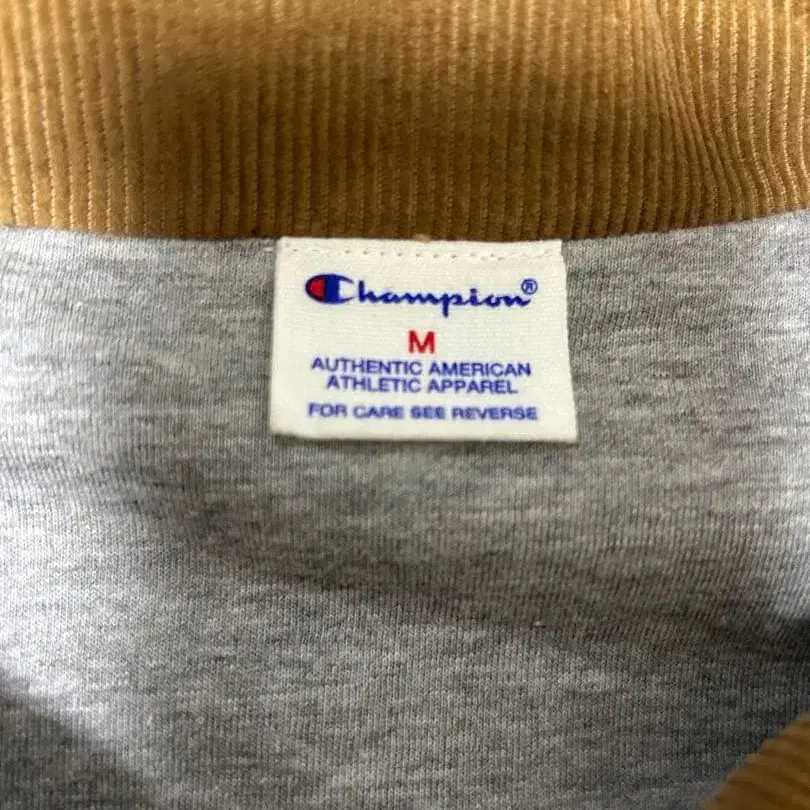 Champion®
M
AUTHENTIC AMERICAN
ATHLETIC APPAREL
FOR CARE SEE REVERSE